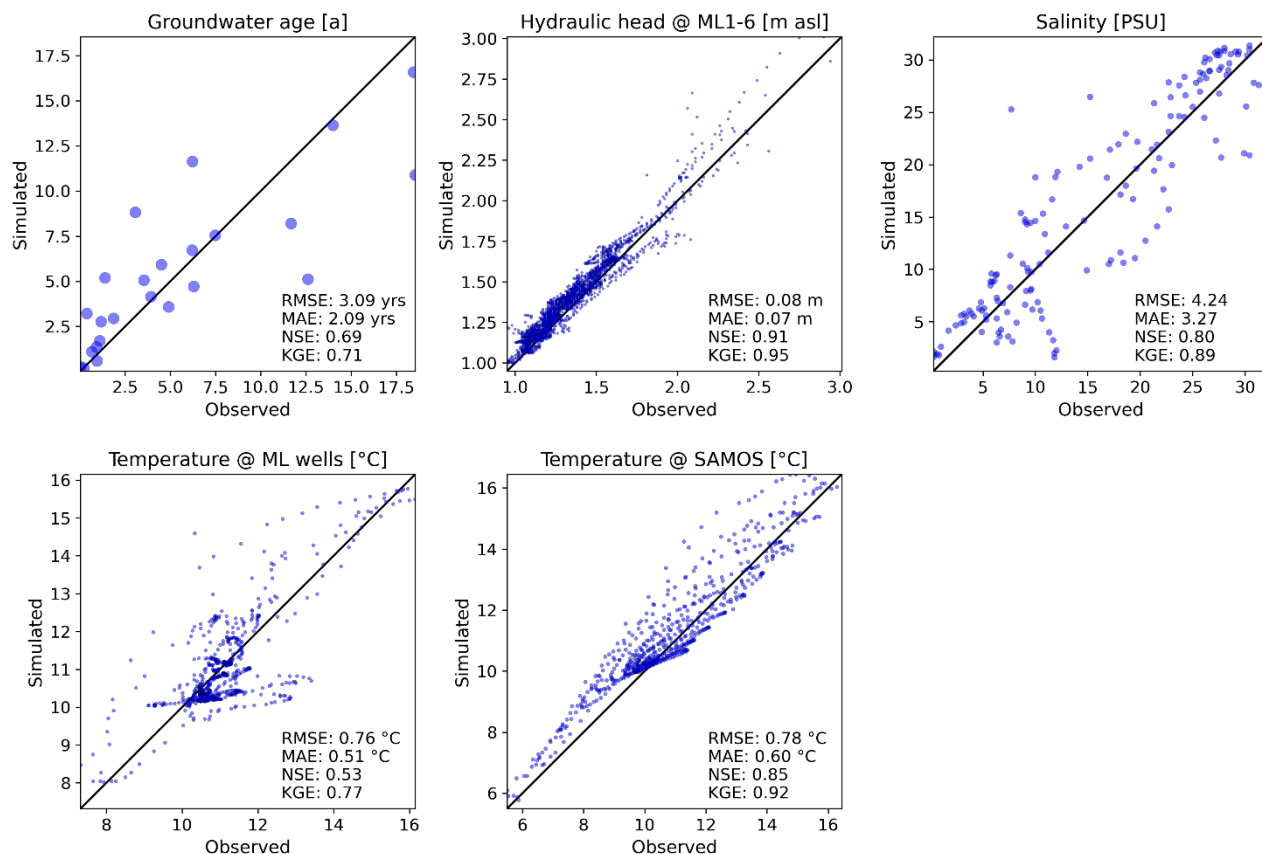 Groundwater age [a]
17.5
15.0
12.5
10.0
7.5
5.0
2.5
Simulated
RMSE: 3.09 yrs
MAE: 2.09 yrs
NSE: 0.69
KGE: 0.71
2.5 5.0 7.5 10.0 12.5 15.0 17.5
Observed
Hydraulic head @ ML1-6 [m asl]
3.00
2.75
2.50
2.25
2.00
1.75
1.50
1.25
1.00
Simulated
RMSE: 0.08 m
MAE: 0.07 m
NSE: 0.91
KGE: 0.95
1.0 1.5 2.0 2.5 3.0
Observed
Salinity [PSU]
30
25
20
15
10
5
Simulated
RMSE: 4.24
MAE: 3.27
NSE: 0.80
KGE: 0.89
5 10 15 20 25 30
Observed
Temperature @ ML wells [°C]
16
15
14
13
12
11
10
9
8
Simulated
RMSE: 0.76 °C
MAE: 0.51 °C
NSE: 0.53
KGE: 0.77
8 10 12 14 16
Observed
Temperature @ SAMOS [°C]
16
14
12
10
8
6
Simulated
RMSE: 0.78 °C
MAE: 0.60 °C
NSE: 0.85
KGE: 0.92
6 8 10 12 14 16
Observed